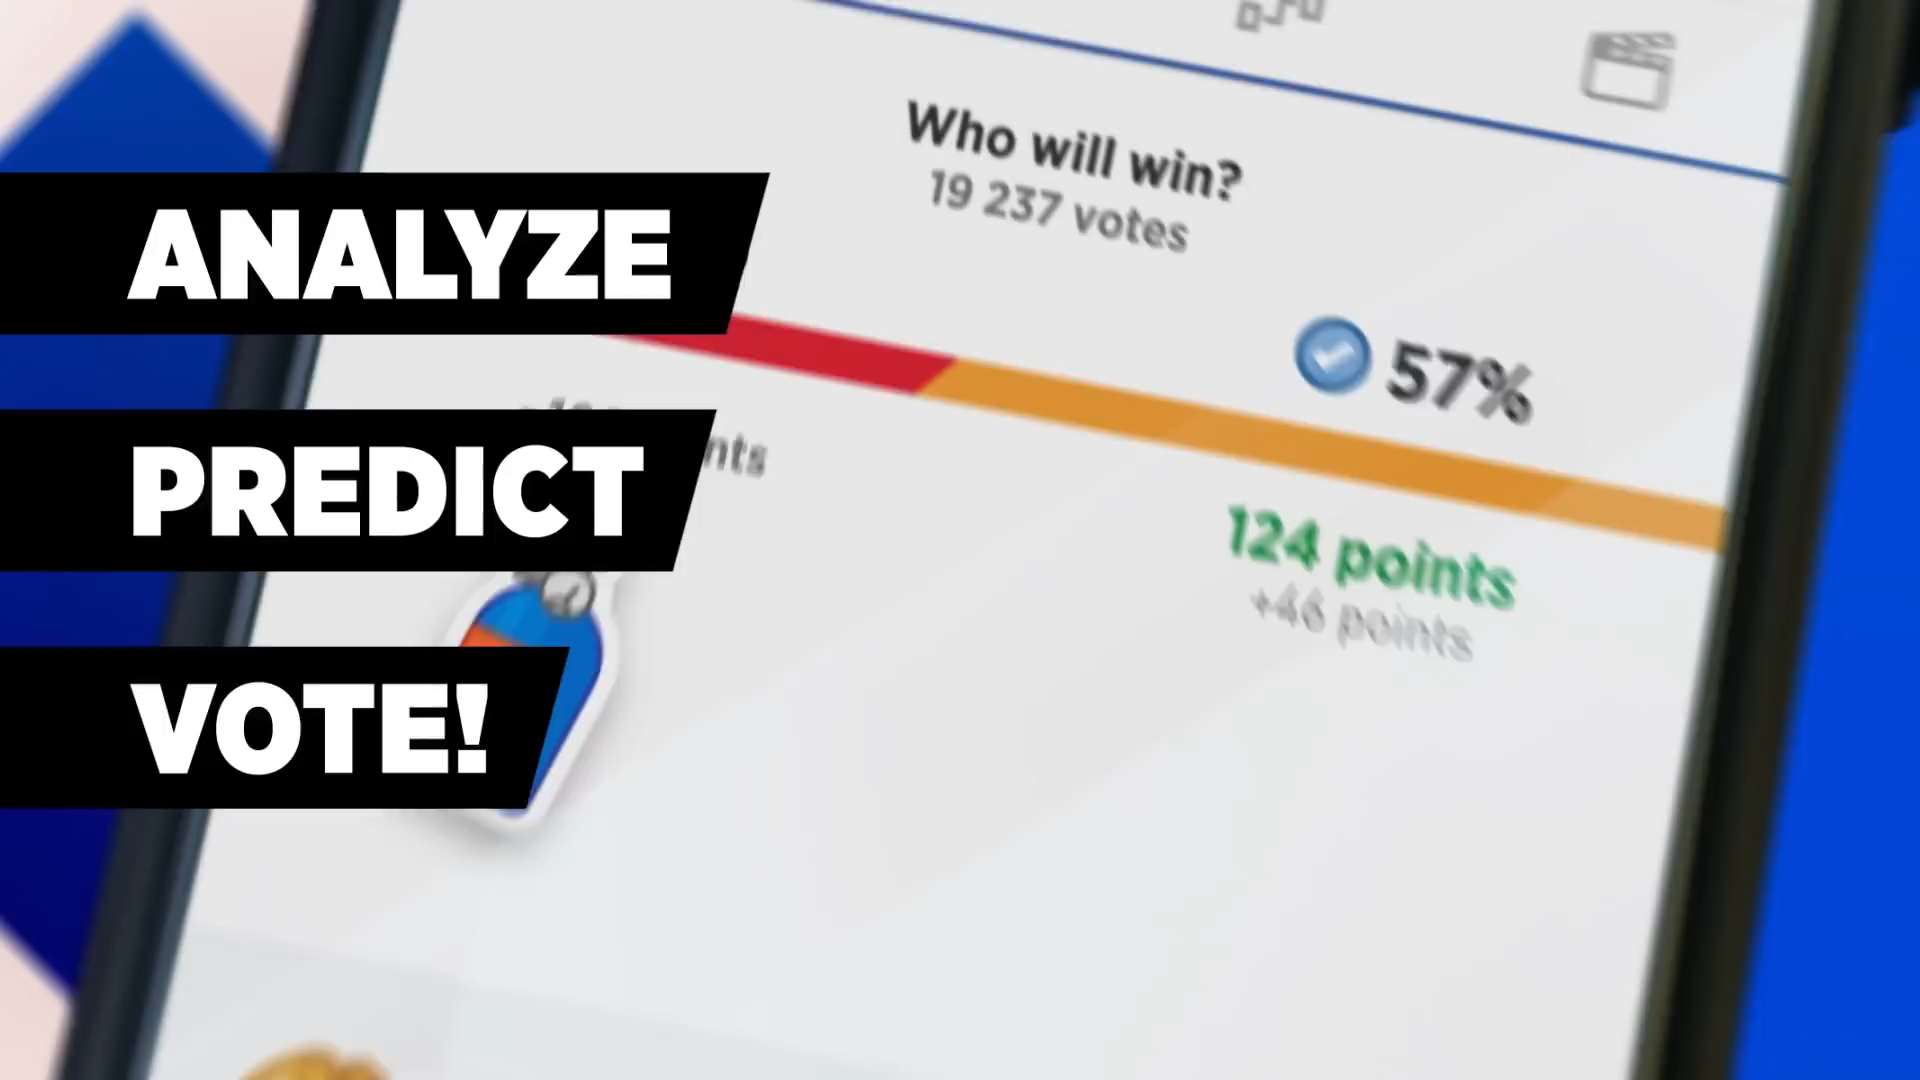 Who will win?
19 237 votes
ANALYZE
57%
PREDICT
124 points
+46 points
VOTE!